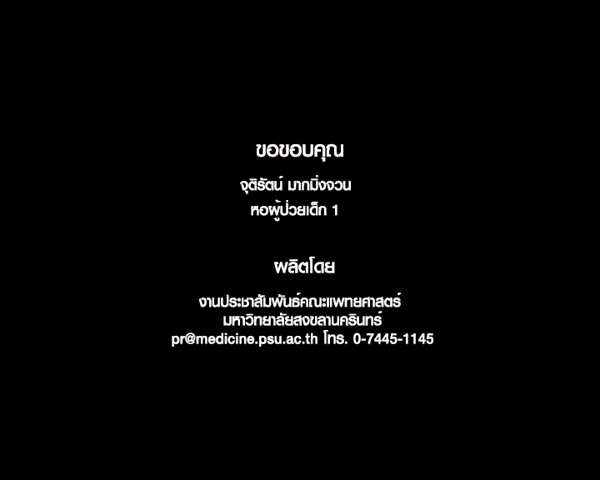 ขอขอบคุณ
จุติรัตน์ มากมิ่งจวน
หอผู้ป่วยเด็ก 1
ผลิตโดย
งานประชาสัมพันธ์คณะแพทยศาสตร์
มหาวิทยาลัยสงขลานครินทร์
pr@medicine.psu.ac.th โทร. 0-7445-1145